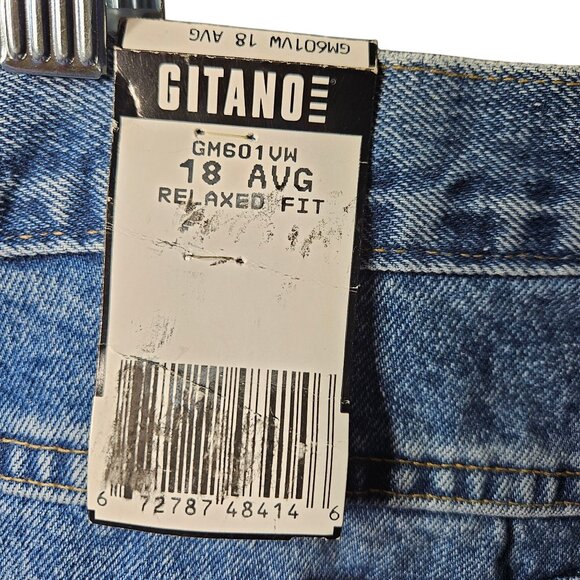 GM601VW 18 AVG
GITANO
GM601VW
18 AVG
RELAXED FIT
6 72787 48414 6